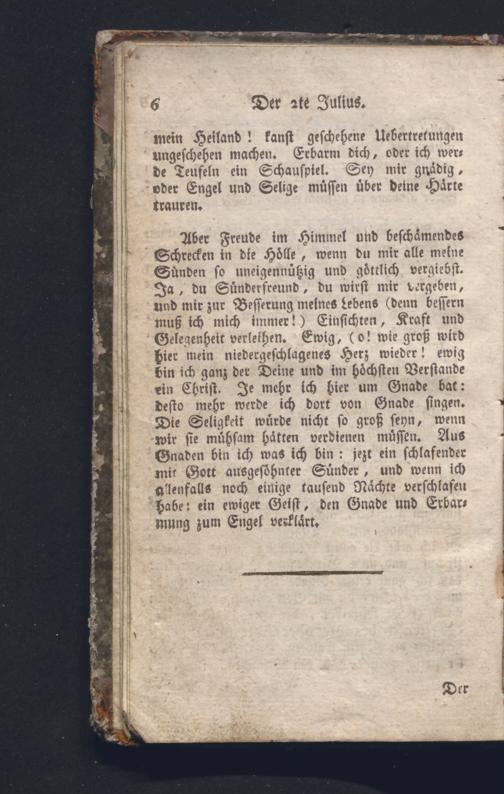 6 Der 2te Julius.
mein Heiland! kanst geschehene Uebertretungen
ungeschehen machen. Erbarm dich, oder ich wer-
de Teufeln ein Schauspiel. Sey mir gnädig,
oder Engel und Selige müssen über deine Härte
trauren.
Aber Freude im Himmel und beschämendes
Schrecken in die Hölle, wenn du mir alle meine
Sünden so uneigennützig und göttlich vergiebst.
Ja, du Sünderfreund, du wirst mir vergeben,
und mir zur Besserung meines Lebens (denn bessern
muß ich mich immer!) Einsichten, Kraft und
Gelegenheit verleihen. Ewig, (o! wie groß wird
hier mein niedergeschlagenes Herz wieder! ewig
bin ich ganz der Deine und im höchsten Verstande
ein Christ. Je mehr ich hier um Gnade bat:
desto mehr werde ich dort von Gnade singen.
Die Seligkeit würde nicht so groß seyn, wenn
wir sie mühsam hätten verdienen müssen. Aus
Gnaden bin ich was ich bin: jezt ein schlafender
mit Gott ausgesöhnter Sünder, und wenn ich
allenfalls noch einige tausend Nächte verschlafen
habe: ein ewiger Geist, den Gnade und Erbar-
mung zum Engel verklärt.
Der